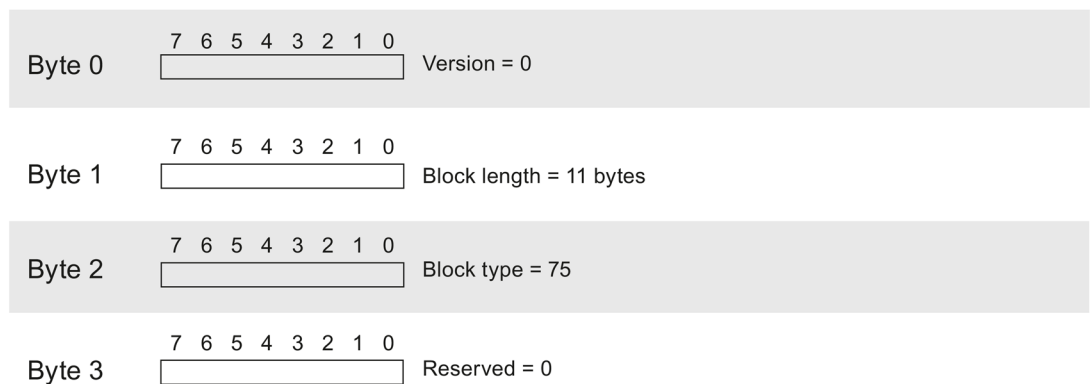 7 6 5 4 3 2 1 0
Byte 0 Version = 0
7 6 5 4 3 2 1 0
Byte 1 Block length = 11 bytes
7 6 5 4 3 2 1 0
Byte 2 Block type = 75
7 6 5 4 3 2 1 0
Byte 3 Reserved = 0